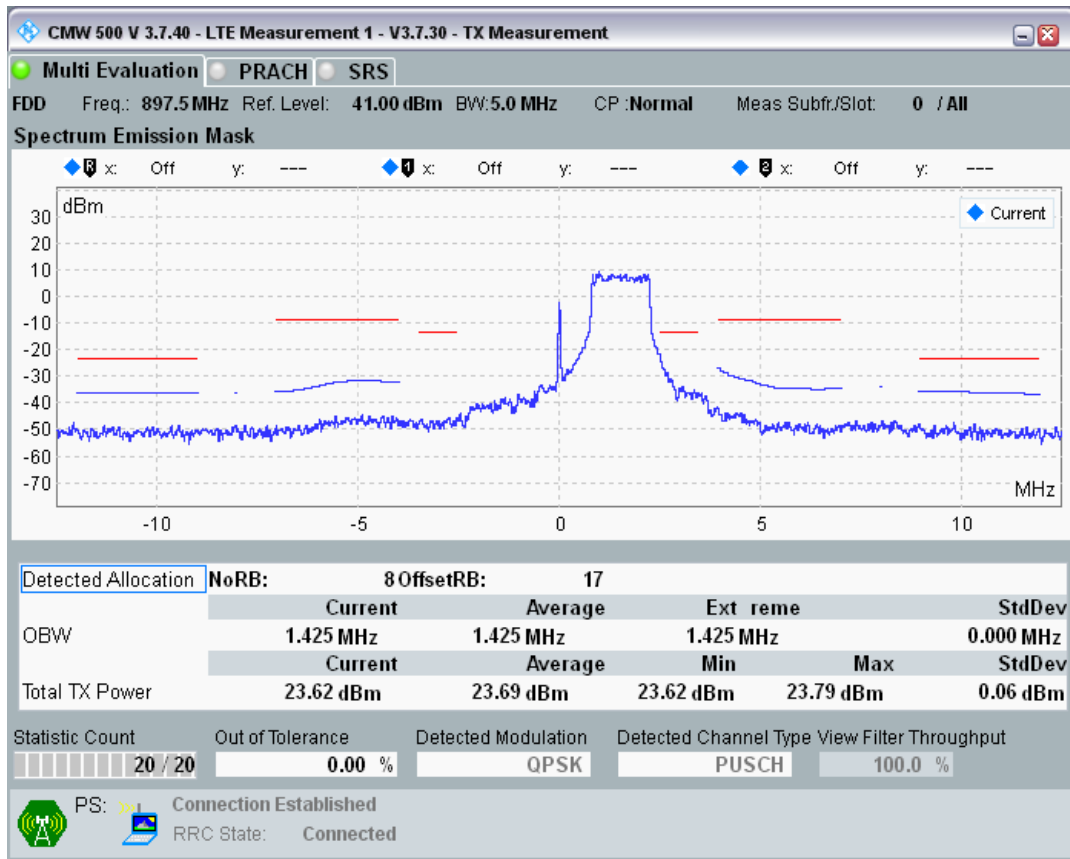 CMW 500 V 3.7.40 - LTE Measurement 1 - V3.7.30 - TX Measurement
Multi Evaluation PRACH SRS
FDD Freq.: 897.5 MHz Ref. Level: 41.00 dBm BW:5.0 MHz CP :Normal Meas Subfr./Slot: 0 / All
Spectrum Emission Mask
R x: Off y: --- 1 x: Off y: --- 2 x: Off y: ---
dBm
Current
30
20
10
0
-10
-20
-30
-40
-50
-60
-70
MHz
-10 -5 0 5 10
Detected Allocation NoRB: 8 OffsetRB: 17
Current Average Ext reme StdDev
OBW 1.425 MHz 1.425 MHz 1.425 MHz 0.000 MHz
Current Average Min Max StdDev
Total TX Power 23.62 dBm 23.69 dBm 23.62 dBm 23.79 dBm 0.06 dBm
Statistic Count Out of Tolerance Detected Modulation Detected Channel Type View Filter Throughput
20 / 20 0.00 % QPSK PUSCH 100.0 %
PS: Connection Established
RRC State: Connected